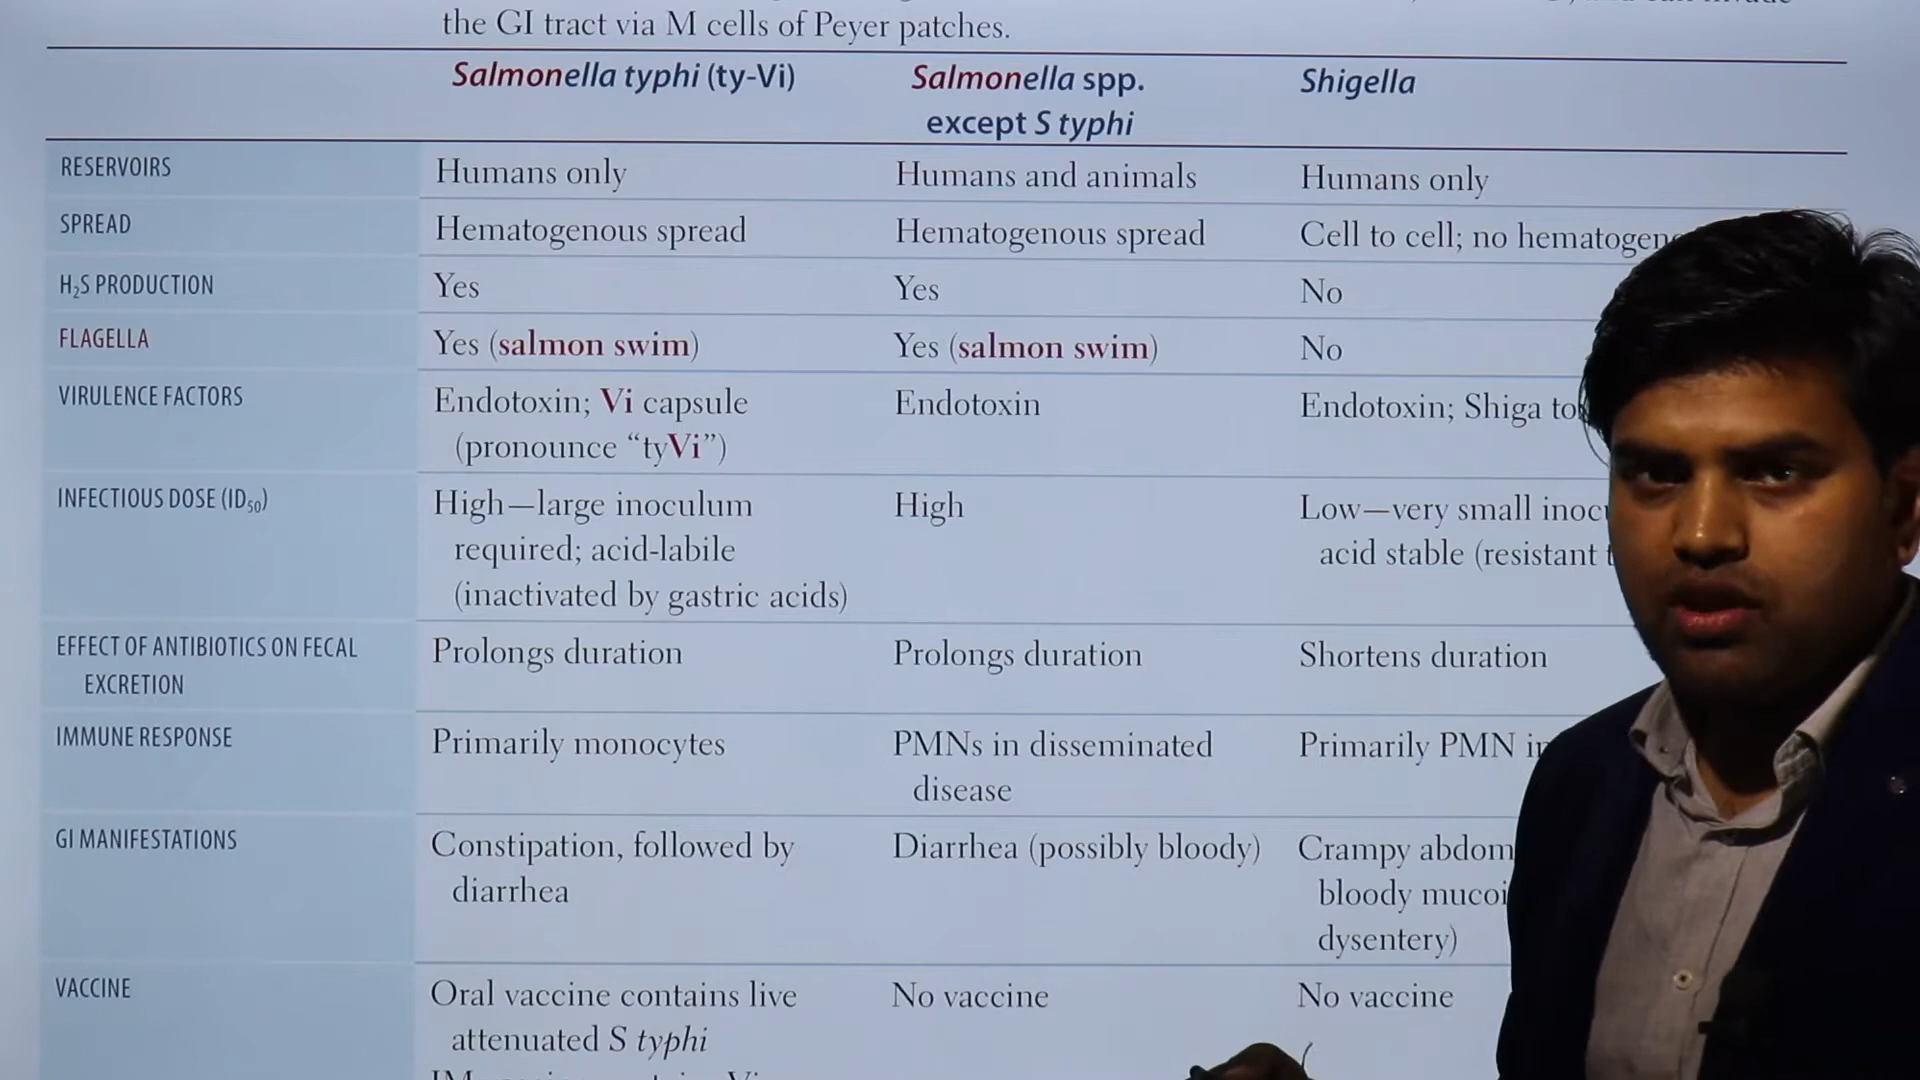 the GI tract via M cells of Peyer patches.
Salmonella typhi (ty-Vi)
Salmonella spp.
except S typhi
Shigella
RESERVOIRS
Humans only
Humans and animals
Humans only
SPREAD
Hematogenous spread
Hematogenous spread
Cell to cell; no
H₂S PRODUCTION
Yes
Yes
No
FLAGELLA
Yes (salmon swim)
Yes (salmon swim)
No
VIRULENCE FACTORS
Endotoxin; Vi capsule
(pronounce “tyVi”)
Endotoxin
Endotoxin; Shiga
INFECTIOUS DOSE (ID₅₀)
High—large inoculum
required; acid-labile
(inactivated by gastric acids)
High
Low—very small
acid stable (resistant
EFFECT OF ANTIBIOTICS ON FECAL
EXCRETION
Prolongs duration
Prolongs duration
Shortens duration
IMMUNE RESPONSE
Primarily monocytes
PMNs in disseminated
disease
Primarily PMN
GI MANIFESTATIONS
Constipation, followed by
diarrhea
Diarrhea (possibly bloody)
Crampy
bloody
dysentery)
VACCINE
Oral vaccine contains live
attenuated S typhi
No vaccine
No vaccine